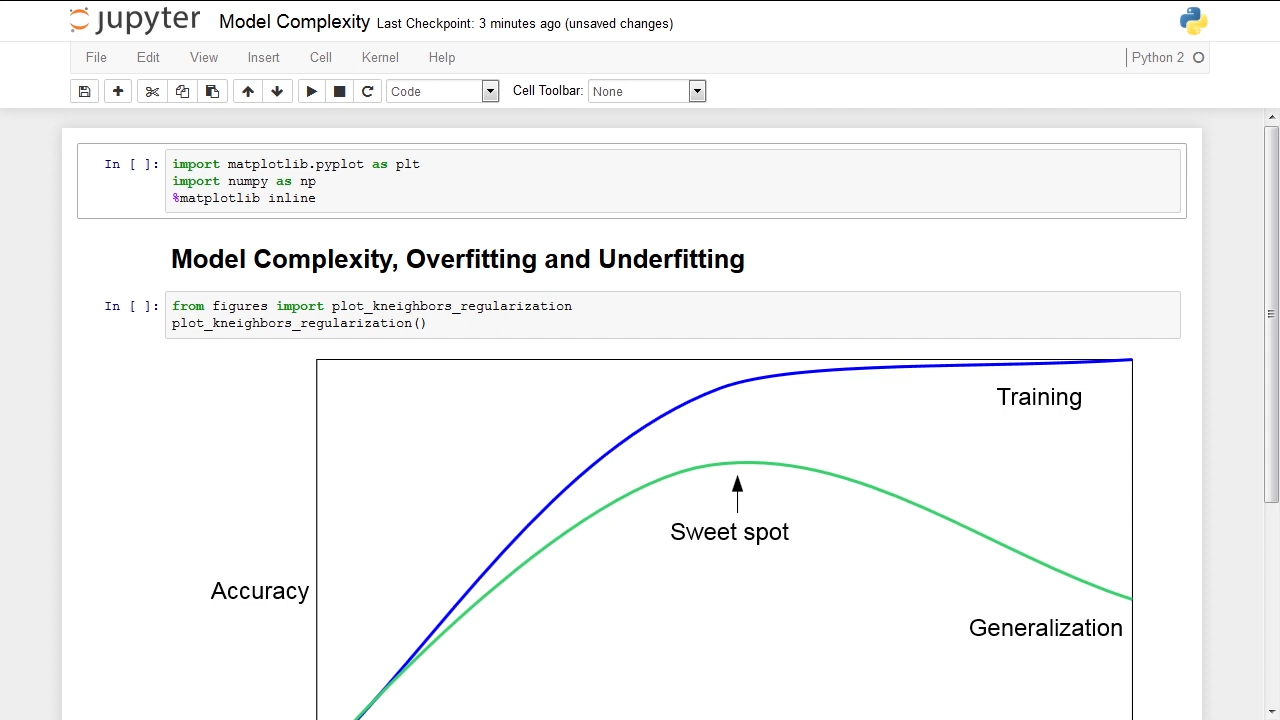 jupyter Model Complexity Last Checkpoint: 3 minutes ago (unsaved changes)
File Edit View Insert Cell Kernel Help Python 2
Code Cell Toolbar: None
In [ ]: import matplotlib.pyplot as plt
import numpy as np
%matplotlib inline
Model Complexity, Overfitting and Underfitting
In [ ]: from figures import plot_kneighbors_regularization
plot_kneighbors_regularization()
Training
Sweet spot
Accuracy
Generalization